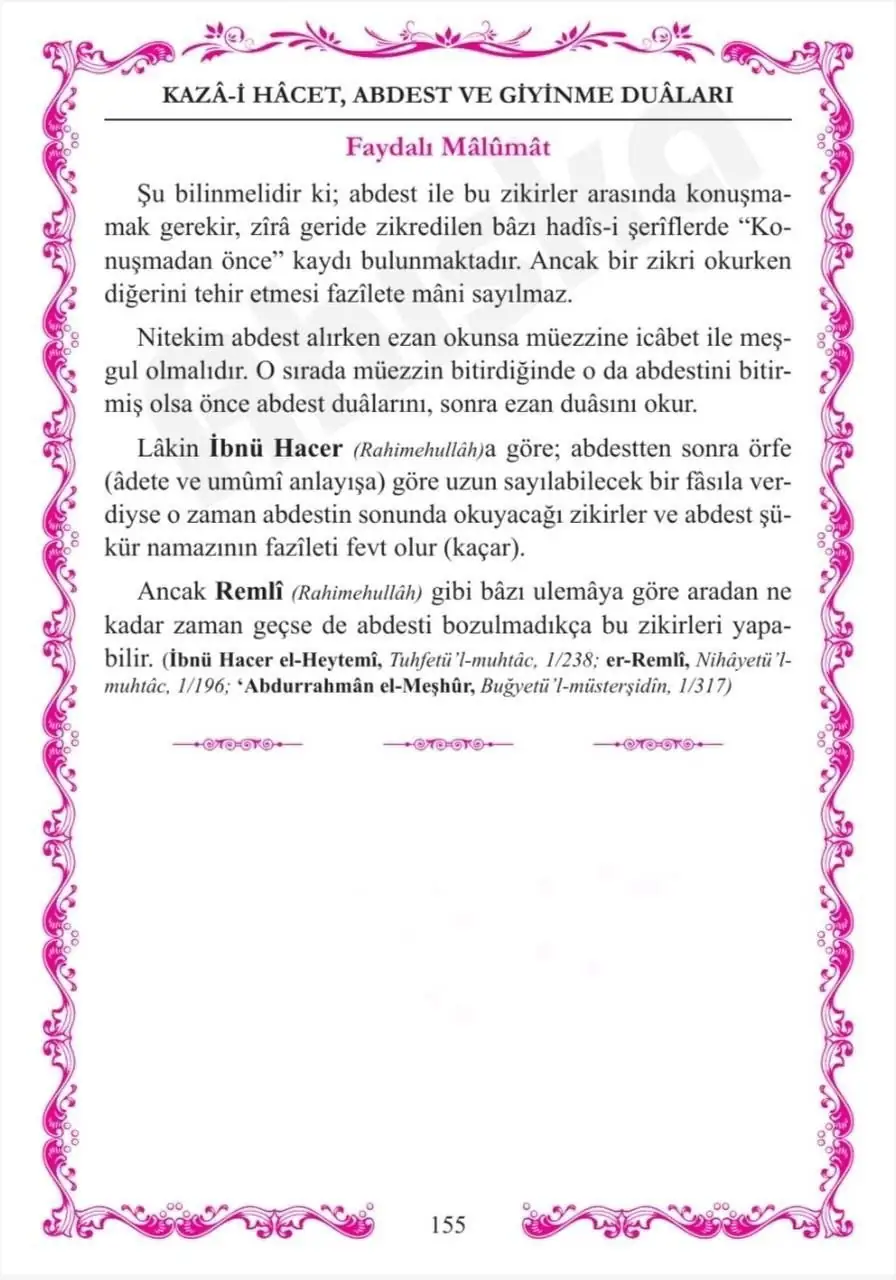 KAZÂ-İ HÂCET, ABDEST VE GİYİNME DUÂLARI
Faydalı Mâlûmât
Şu bilinmelidir ki; abdest ile bu zikirler arasında konuşma-
mak gerekir, zîrâ geride zikredilen bâzı hadîs-i şerîflerde “Ko-
nuşmadan önce” kaydı bulunmaktadır. Ancak bir zikri okurken
diğerini tehir etmesi fazîlete mâni sayılmaz.
Nitekim abdest alırken ezan okunsa müezzine icâbet ile meş-
gul olmalıdır. O sırada müezzin bitirdiğinde o da abdestini bitir-
miş olsa önce abdest duâlarını, sonra ezan duâsını okur.
Lâkin İbnü Hacer (Rahimehullâh)a göre; abdestten sonra örfe
(âdete ve umûmî anlayışa) göre uzun sayılabilecek bir fâsıla ver-
diyse o zaman abdestin sonunda okuyacağı zikirler ve abdest şü-
kür namazının fazîleti fevt olur (kaçar).
Ancak Remlî (Rahimehullâh) gibi bâzı ulemâya göre aradan ne
kadar zaman geçse de abdesti bozulmadıkça bu zikirleri yapa-
bilir. (İbnü Hacer el-Heytemî, Tuhfetü’l-muhtâc, 1/238; er-Remlî, Nihâyetü’l-
muhtâc, 1/196; ‘Abdurrahmân el-Meşhûr, Buğyetü’l-müsterşidîn, 1/317)
155